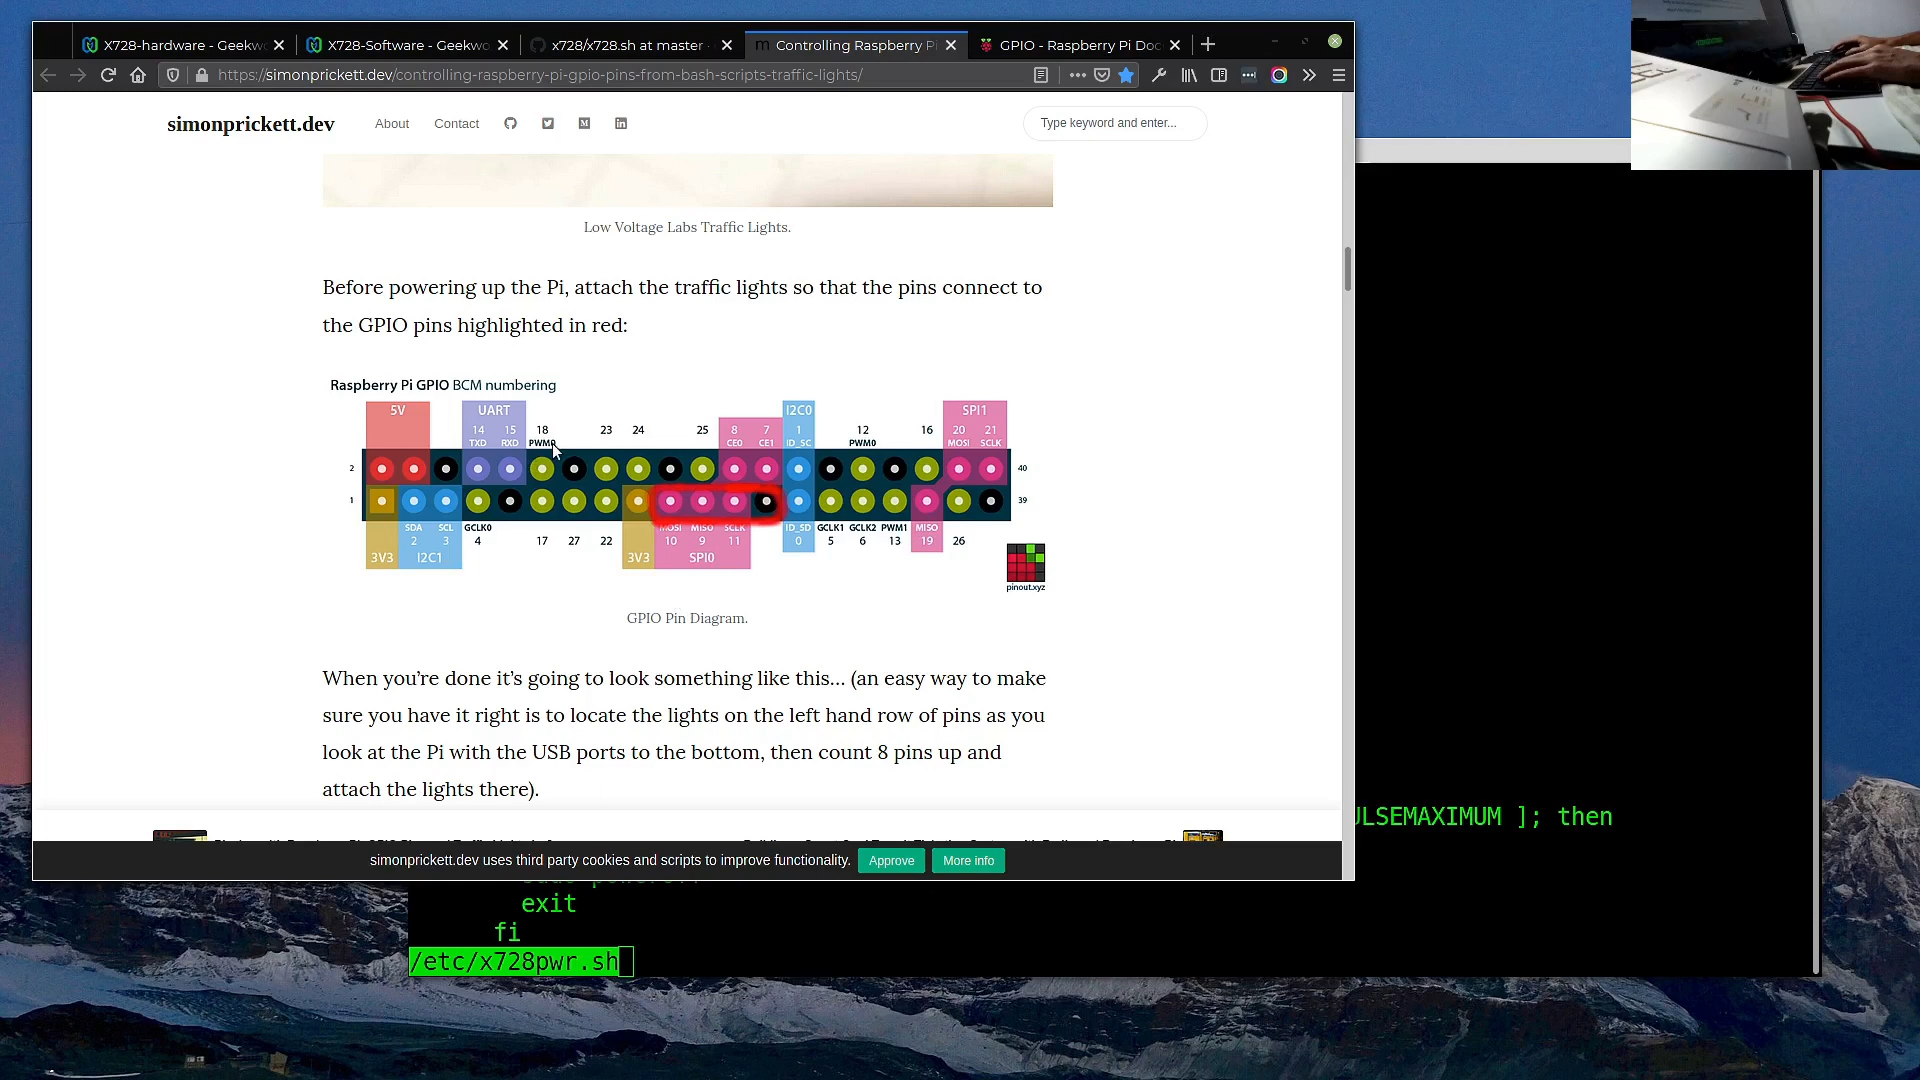 X728-hardware - Geekwo
X728-Software - Geekwo
x728/x728.sh at master ·
Controlling Raspberry Pi
GPIO - Raspberry Pi Doc
https://simonprickett.dev/controlling-raspberry-pi-gpio-pins-from-bash-scripts-traffic-lights/
simonprickett.dev
About
Contact
Type keyword and enter...
Low Voltage Labs Traffic Lights.
Before powering up the Pi, attach the traffic lights so that the pins connect to
the GPIO pins highlighted in red:
Raspberry Pi GPIO BCM numbering
5V UART I2C0 SPI1
14 15 18 23 24 25 8 7 1 12 16 20 21
TXD RXD PWM0 CE0 CE1 ID_SC PWM0 MOSI SCLK
2 40
1 39
SDA SCL GCLK0 MOSI MISO SCLK ID_SD GCLK1 GCLK2 PWM1 MISO
2 3 4 17 27 22 10 9 11 0 5 6 13 19 26
3V3 I2C1 3V3 SPI0
pinout.xyz
GPIO Pin Diagram.
When you’re done it’s going to look something like this… (an easy way to make
sure you have it right is to locate the lights on the left hand row of pins as you
look at the Pi with the USB ports to the bottom, then count 8 pins up and
attach the lights there).
simonprickett.dev uses third party cookies and scripts to improve functionality.
Approve
More info
ULSEMAXIMUM ]; then
exit
fi
/etc/x728pwr.sh